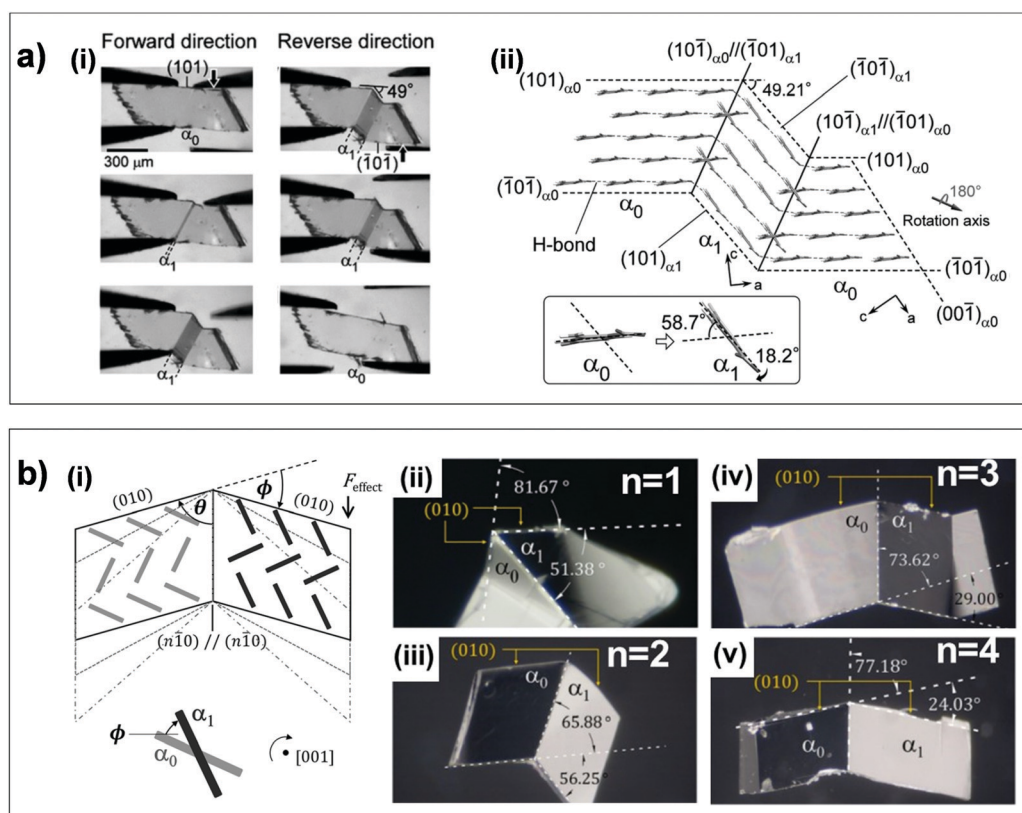 a)
(i)
Forward direction
Reverse direction
(101)
α0
300 μm
49°
α1
(1̄01̄)
α1
α1
α1
α1
α0
(ii)
(101)α0
(101̄)α0//(1̄01)α1
(1̄01̄)α1
49.21°
(101̄)α1//(1̄01)α0
(101)α0
180°
Rotation axis
(1̄01̄)α0
α0
H-bond
(101)α1
α1
c
a
α0
(1̄01̄)α0
c
a
(001̄)α0
58.7°
18.2°
α0
α1
b)
(i)
(010)
θ
ϕ
(010)
Feffect
(n1̄0) // (n1̄0)
ϕ
α1
α0
[001]
(ii)
n=1
81.67°
(010)
α1
α0
51.38°
(iii)
n=2
(010)
α0
α1
65.88°
56.25°
(iv)
n=3
(010)
α0
α1
73.62°
29.00°
(v)
n=4
77.18°
(010)
24.03°
α0
α1